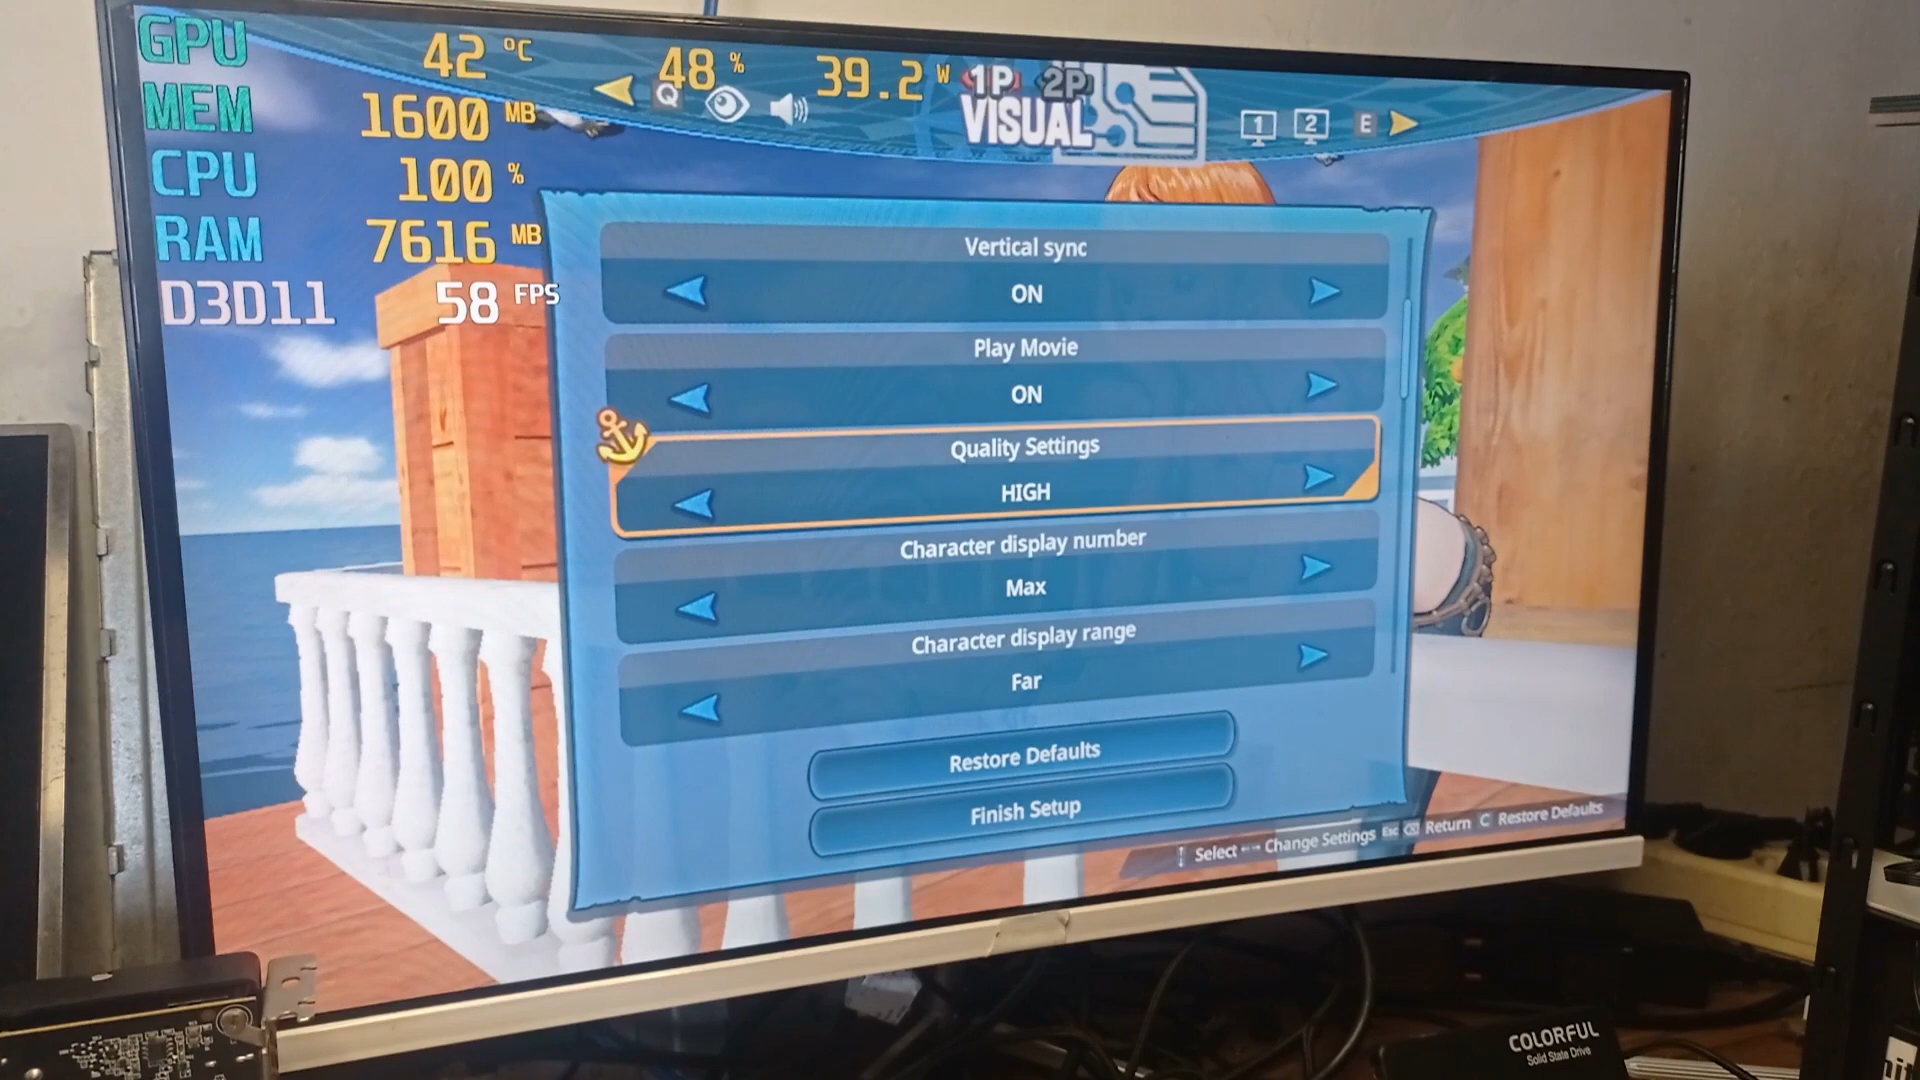 GPU 42 °C 48 % 39.2 W
MEM 1600 MB
CPU 100 %
RAM 7616 MB
D3D11 58 FPS
Q 1P 2P 1 2 E
VISUAL
Vertical sync
ON
Play Movie
ON
Quality Settings
HIGH
Character display number
Max
Character display range
Far
Restore Defaults
Finish Setup
Select Change Settings Esc Return C Restore Defaults
COLORFUL
Solid State Drive